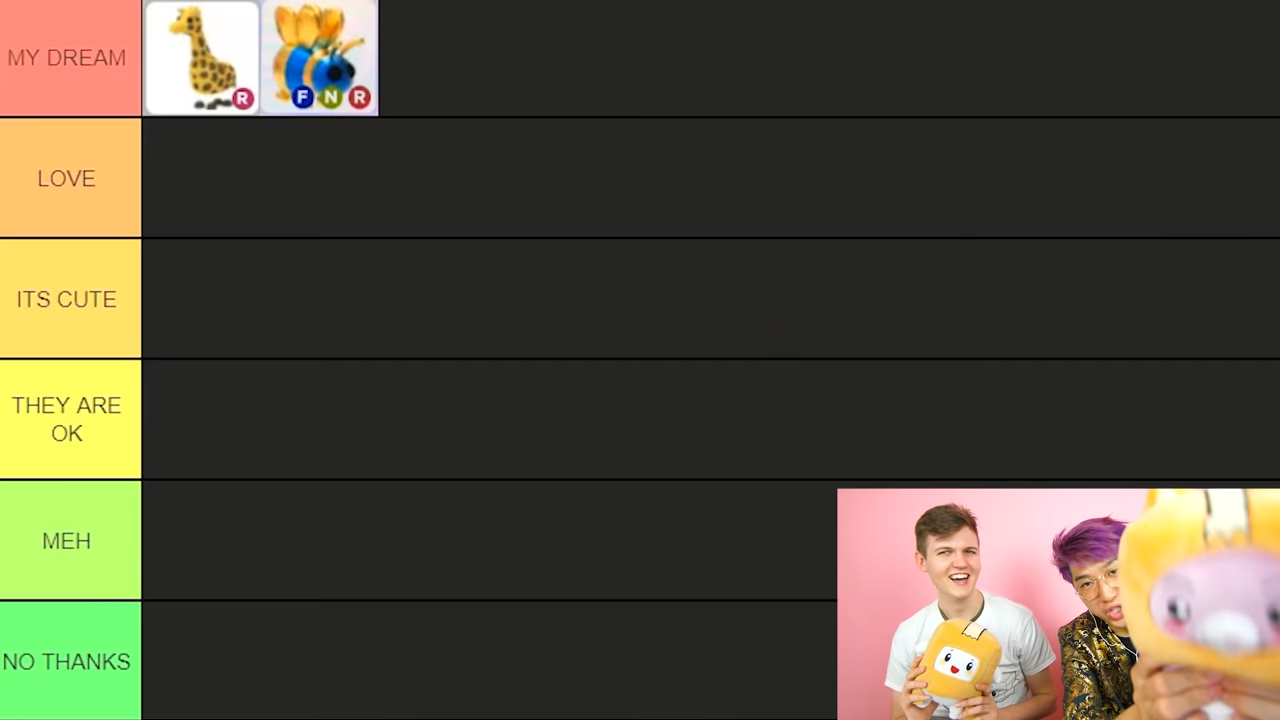 MY DREAM
R
F N R
LOVE
ITS CUTE
THEY ARE
OK
MEH
NO THANKS